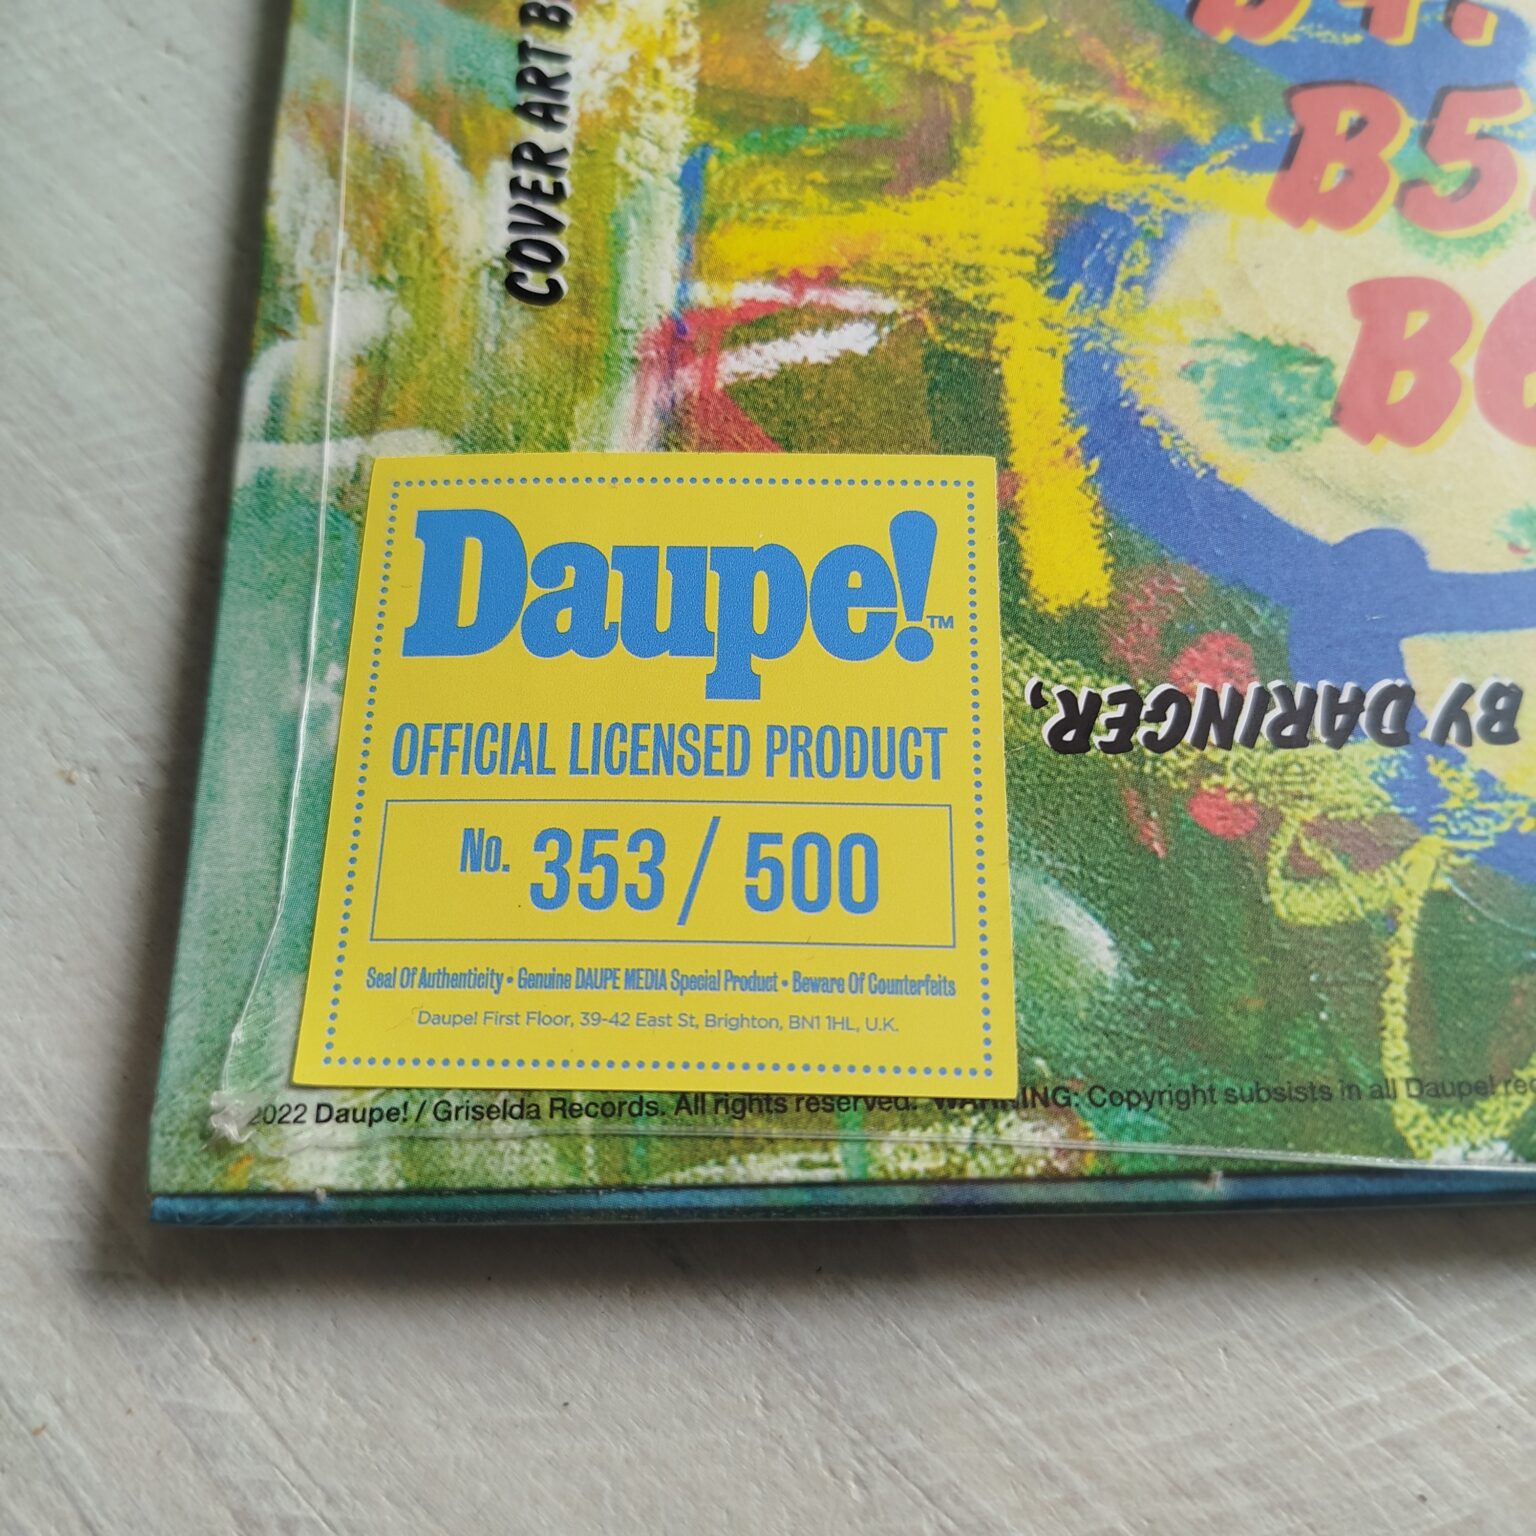 COVER ART
B5
Daupe!™
OFFICIAL LICENSED PRODUCT
No. 353 / 500
Seal Of Authenticity • Genuine DAUPE MEDIA Special Product • Beware Of Counterfeits
Daupe! First Floor, 39-42 East St, Brighton, BN1 1HL, U.K.
BY DARINGER,
2022 Daupe! / Griselda Records. All rights reserved. WARNING: Copyright subsists in all Daupe!